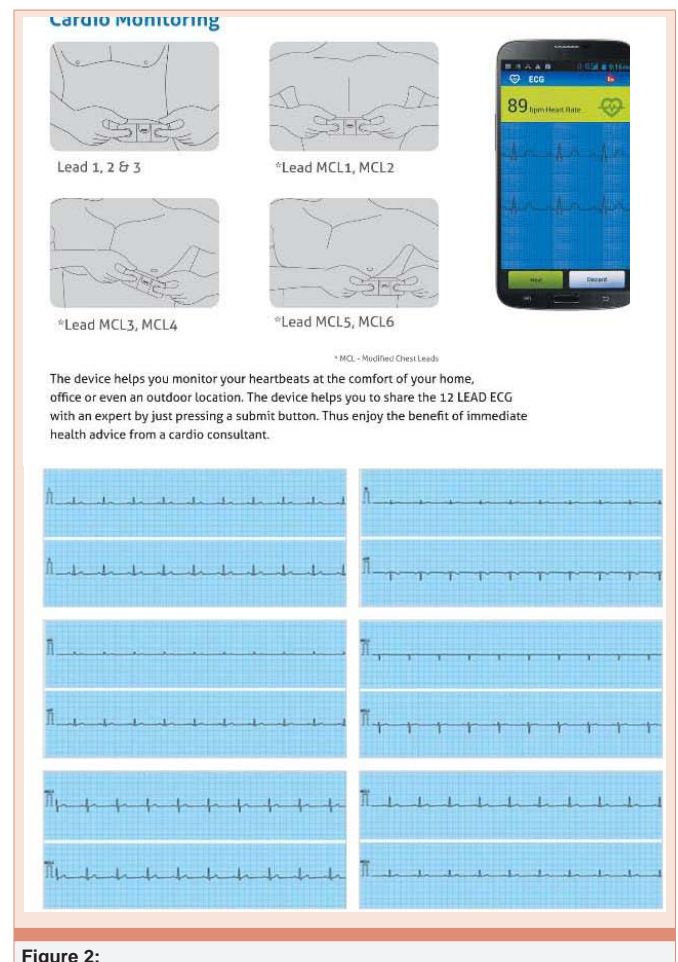 Cardio Monitoring
ECG
89 bpm Heart Rate
Discard
Lead 1, 2 & 3
*Lead MCL1, MCL2
*Lead MCL3, MCL4
*Lead MCL5, MCL6
* MCL - Modified Chest Leads
The device helps you monitor your heartbeats at the comfort of your home,
office or even an outdoor location. The device helps you to share the 12 LEAD ECG
with an expert by just pressing a submit button. Thus enjoy the benefit of immediate
health advice from a cardio consultant.
Figure 2: